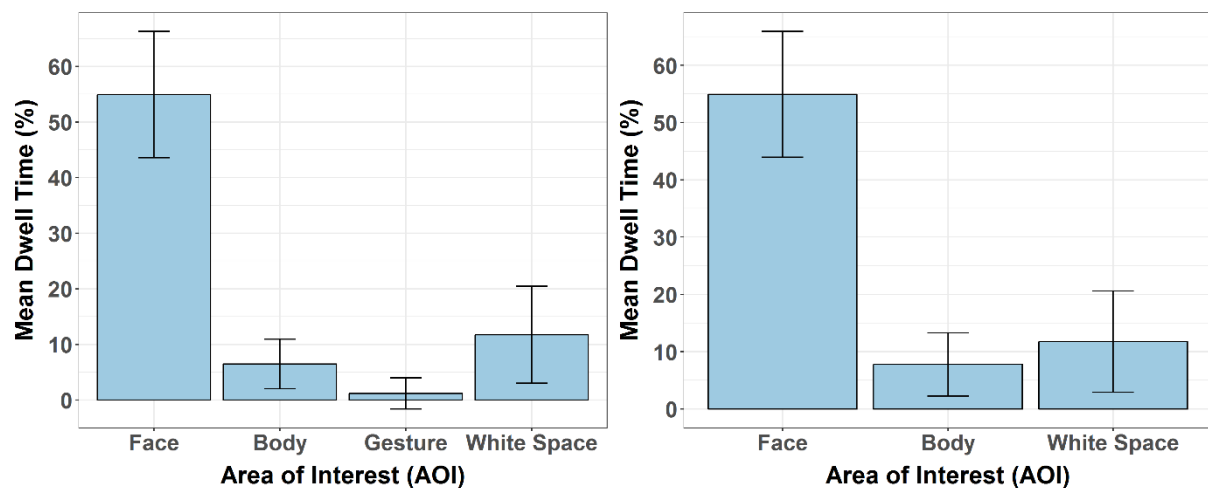 Mean Dwell Time (%)
60
50
40
30
20
10
0
Face Body Gesture White Space
Area of Interest (AOI)
Mean Dwell Time (%)
60
50
40
30
20
10
0
Face Body White Space
Area of Interest (AOI)